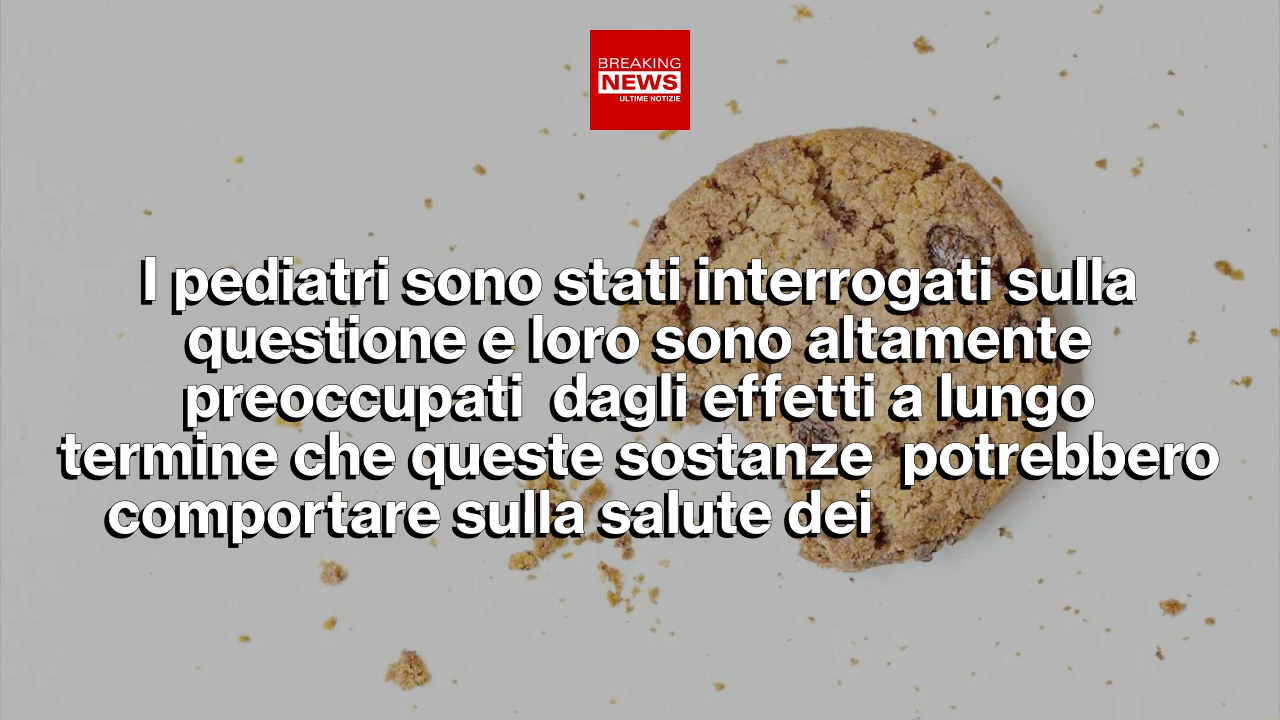 BREAKING
NEWS
ULTIME NOTIZIE
I pediatri sono stati interrogati sulla
questione e loro sono altamente
preoccupati  dagli effetti a lungo
termine che queste sostanze  potrebbero
comportare sulla salute dei